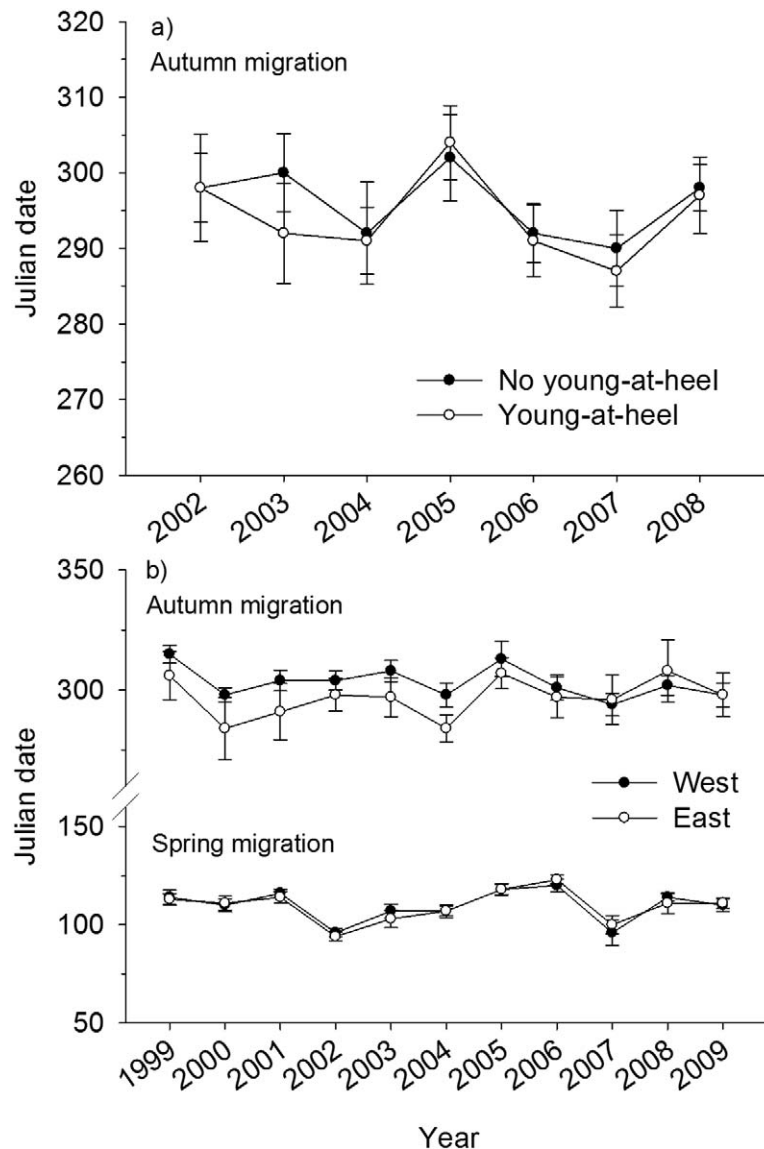 a)
Autumn migration
320
310
300
290
280
270
260
Julian date
No young-at-heel
Young-at-heel
2002
2003
2004
2005
2006
2007
2008
b)
Autumn migration
350
300
150
100
50
Julian date
West
East
Spring migration
1999
2000
2001
2002
2003
2004
2005
2006
2007
2008
2009
Year